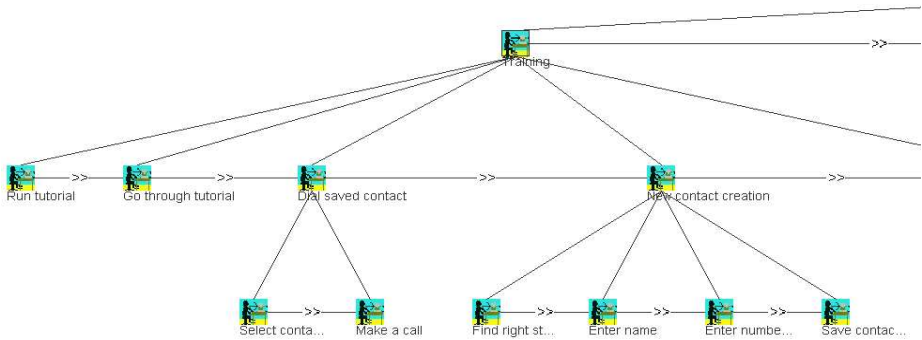 >>
Training
>>
>>
>>
>>
Run tutorial
Go through tutorial
Dial saved contact
New contact creation
>>
>>
>>
>>
Select conta...
Make a call
Find right st...
Enter name
Enter numbe...
Save contac...